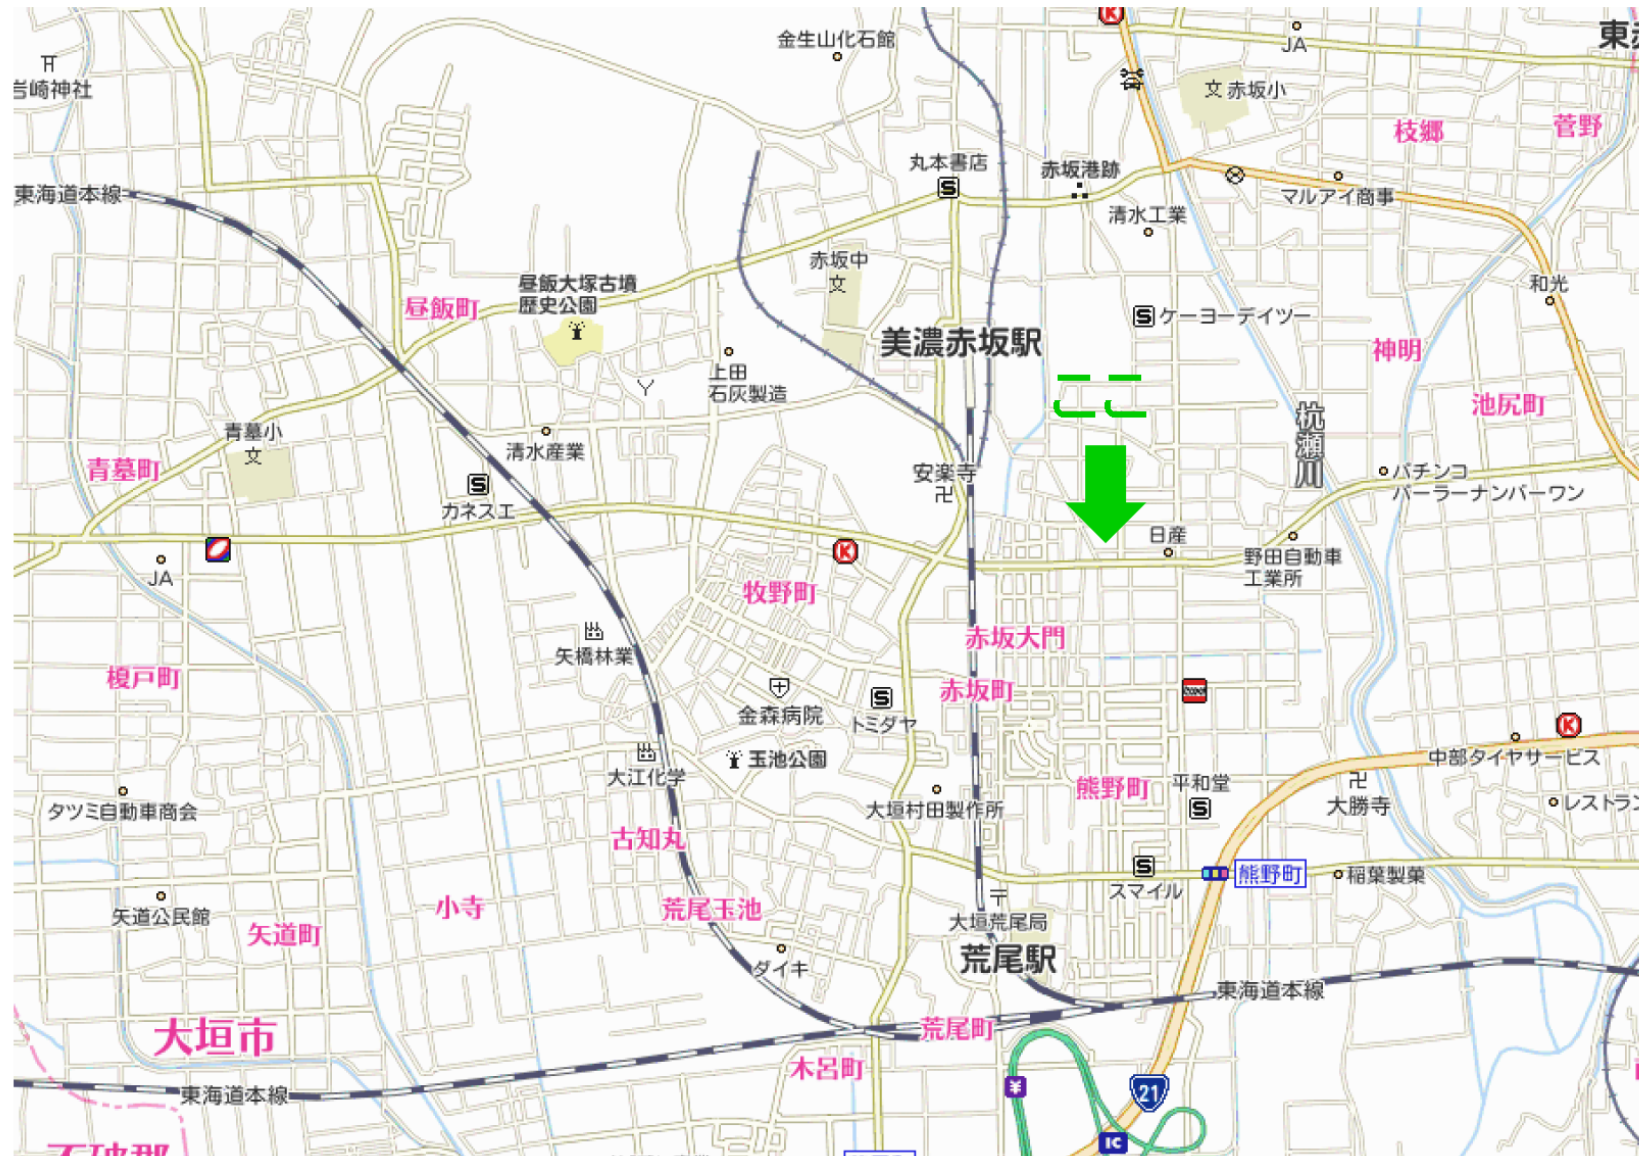 金生山化石館
JA
岩崎神社
文 赤坂小
枝郷
菅野
丸本書店
S
赤坂港跡
東海道本線
マルアイ商事
清水工業
赤坂中
文
昼飯大塚古墳
歴史公園
昼飯町
和光
S ケーヨーデイツー
美濃赤坂駅
神明
上田
石灰製造
池尻町
杭瀬川
青墓小
文
清水産業
青墓町
安楽寺
パチンコ
パーラーナンバーワン
S
カネスエ
日産
K
野田自動車
工業所
JA
牧野町
赤坂大門
矢橋林業
榎戸町
赤坂町
金森病院
S
トミダヤ
K
玉池公園
中部タイヤサービス
大江化学
熊野町
平和堂
S
大勝寺
タツミ自動車商会
大垣村田製作所
古知丸
S
スマイル
熊野町
稲葉製菓
矢道公民館
小寺
荒尾玉池
大垣荒尾局
矢道町
荒尾駅
ダイキ
東海道本線
大垣市
荒尾町
木呂町
¥
21
東海道本線
IC